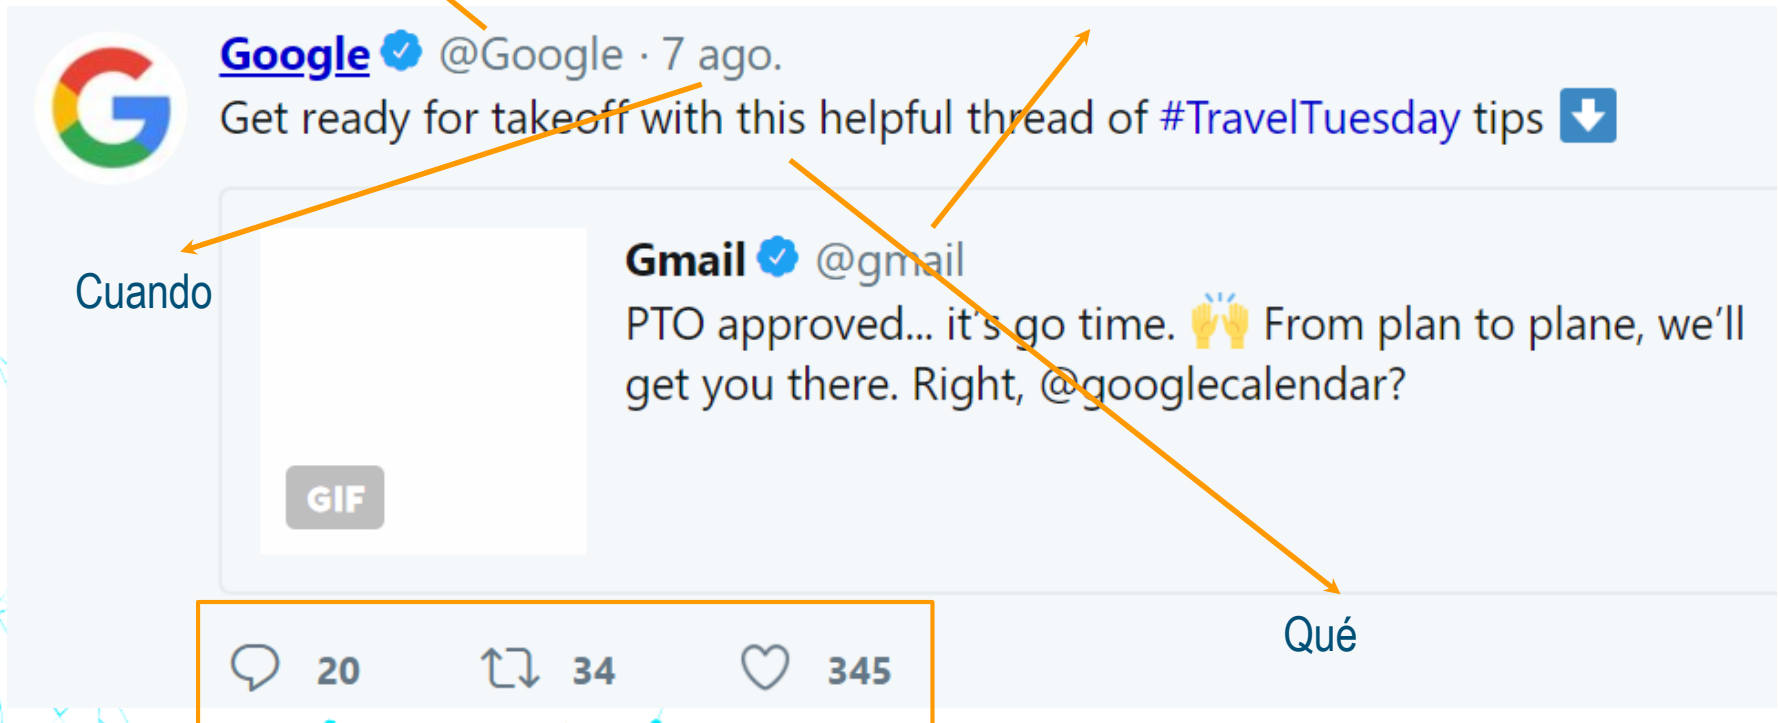 Google @Google · 7 ago.
Get ready for takeoff with this helpful thread of #TravelTuesday tips
Cuando
Gmail @gmail
PTO approved... it's go time. 🙌 From plan to plane, we'll
get you there. Right, @googlecalendar?
GIF
Qué
20 34 345